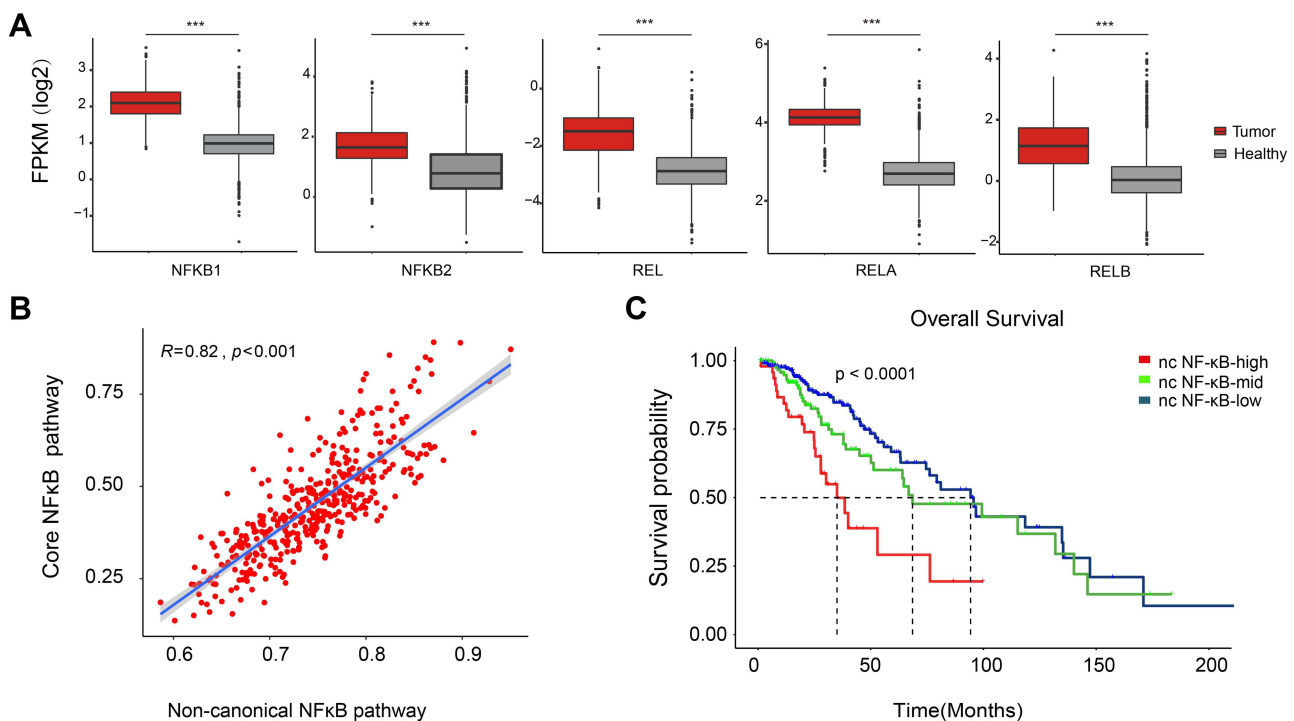 A
FPKM (log2)
***
3
2
1
0
−1
NFKB1
***
4
2
0
NFKB2
***
0
−2
−4
REL
***
6
4
2
RELA
***
4
2
0
−2
RELB
Tumor
Healthy
B
R=0.82 , p<0.001
Core NFκB pathway
0.75
0.50
0.25
0.6 0.7 0.8 0.9
Non-canonical NFκB pathway
C
Overall Survival
p < 0.0001
nc NF-κB-high
nc NF-κB-mid
nc NF-κB-low
Survival probability
1.00
0.75
0.50
0.25
0.00
0 50 100 150 200
Time(Months)